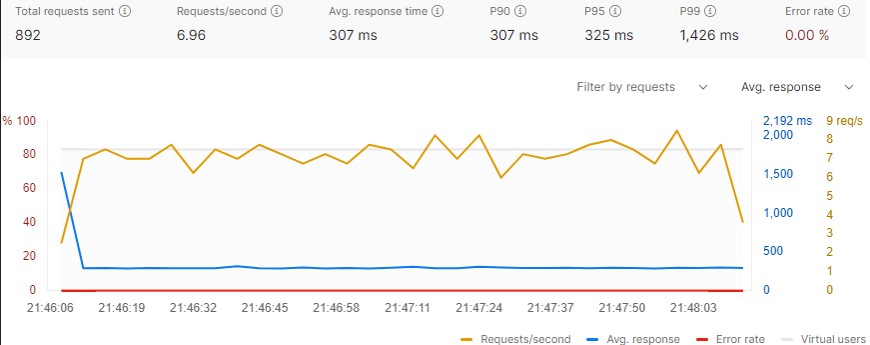 Total requests sent Requests/second Avg. response time P90 P95 P99 Error rate
892 6.96 307 ms 307 ms 325 ms 1,426 ms 0.00 %
Filter by requests Avg. response
% 100 2,192 ms 9 req/s
2,000 8
80 7
1,500 6
60 5
1,000 4
40 3
500 2
20 1
0 0 0
21:46:06 21:46:19 21:46:32 21:46:45 21:46:58 21:47:11 21:47:24 21:47:37 21:47:50 21:48:03
Requests/second Avg. response Error rate Virtual users